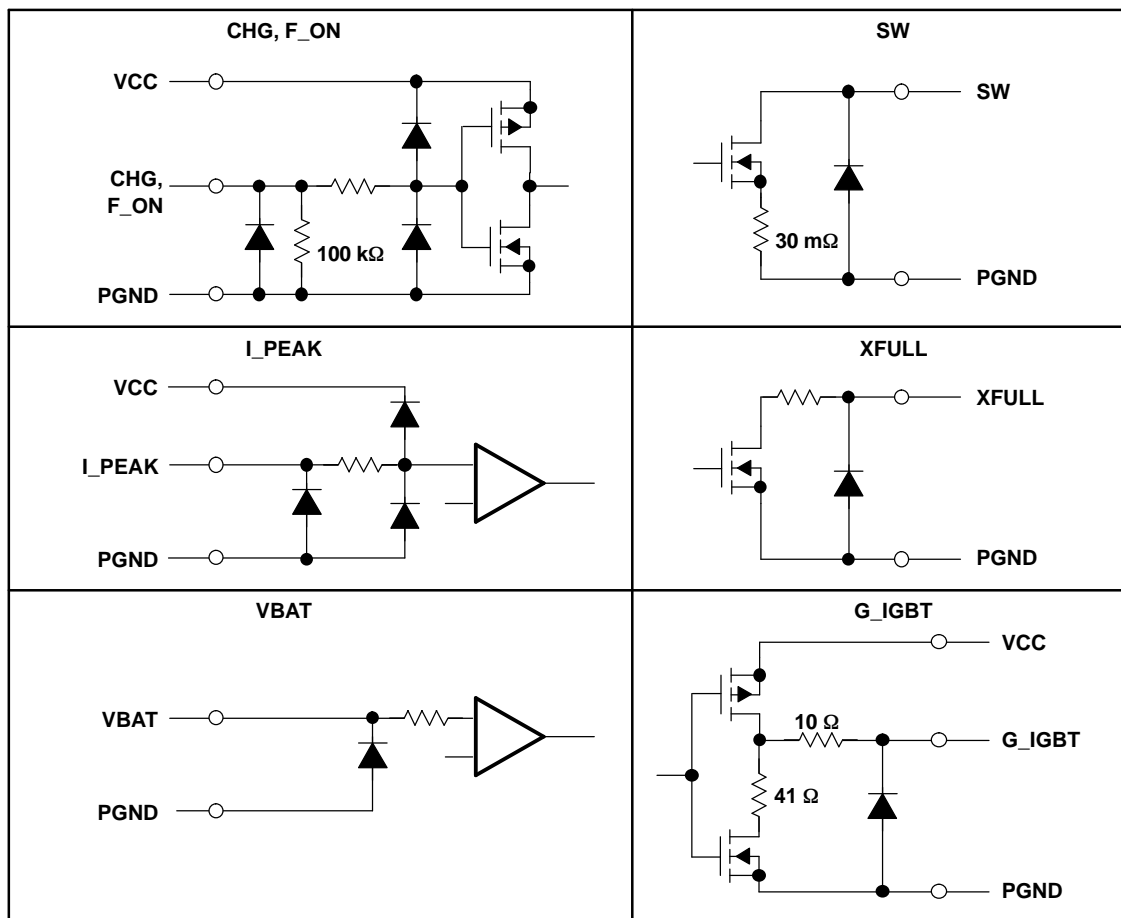 CHG, F_ON
VCC
CHG,
F_ON
100 kΩ
PGND
SW
SW
30 mΩ
PGND
I_PEAK
VCC
I_PEAK
PGND
XFULL
XFULL
PGND
VBAT
VBAT
PGND
G_IGBT
VCC
10 Ω
G_IGBT
41 Ω
PGND